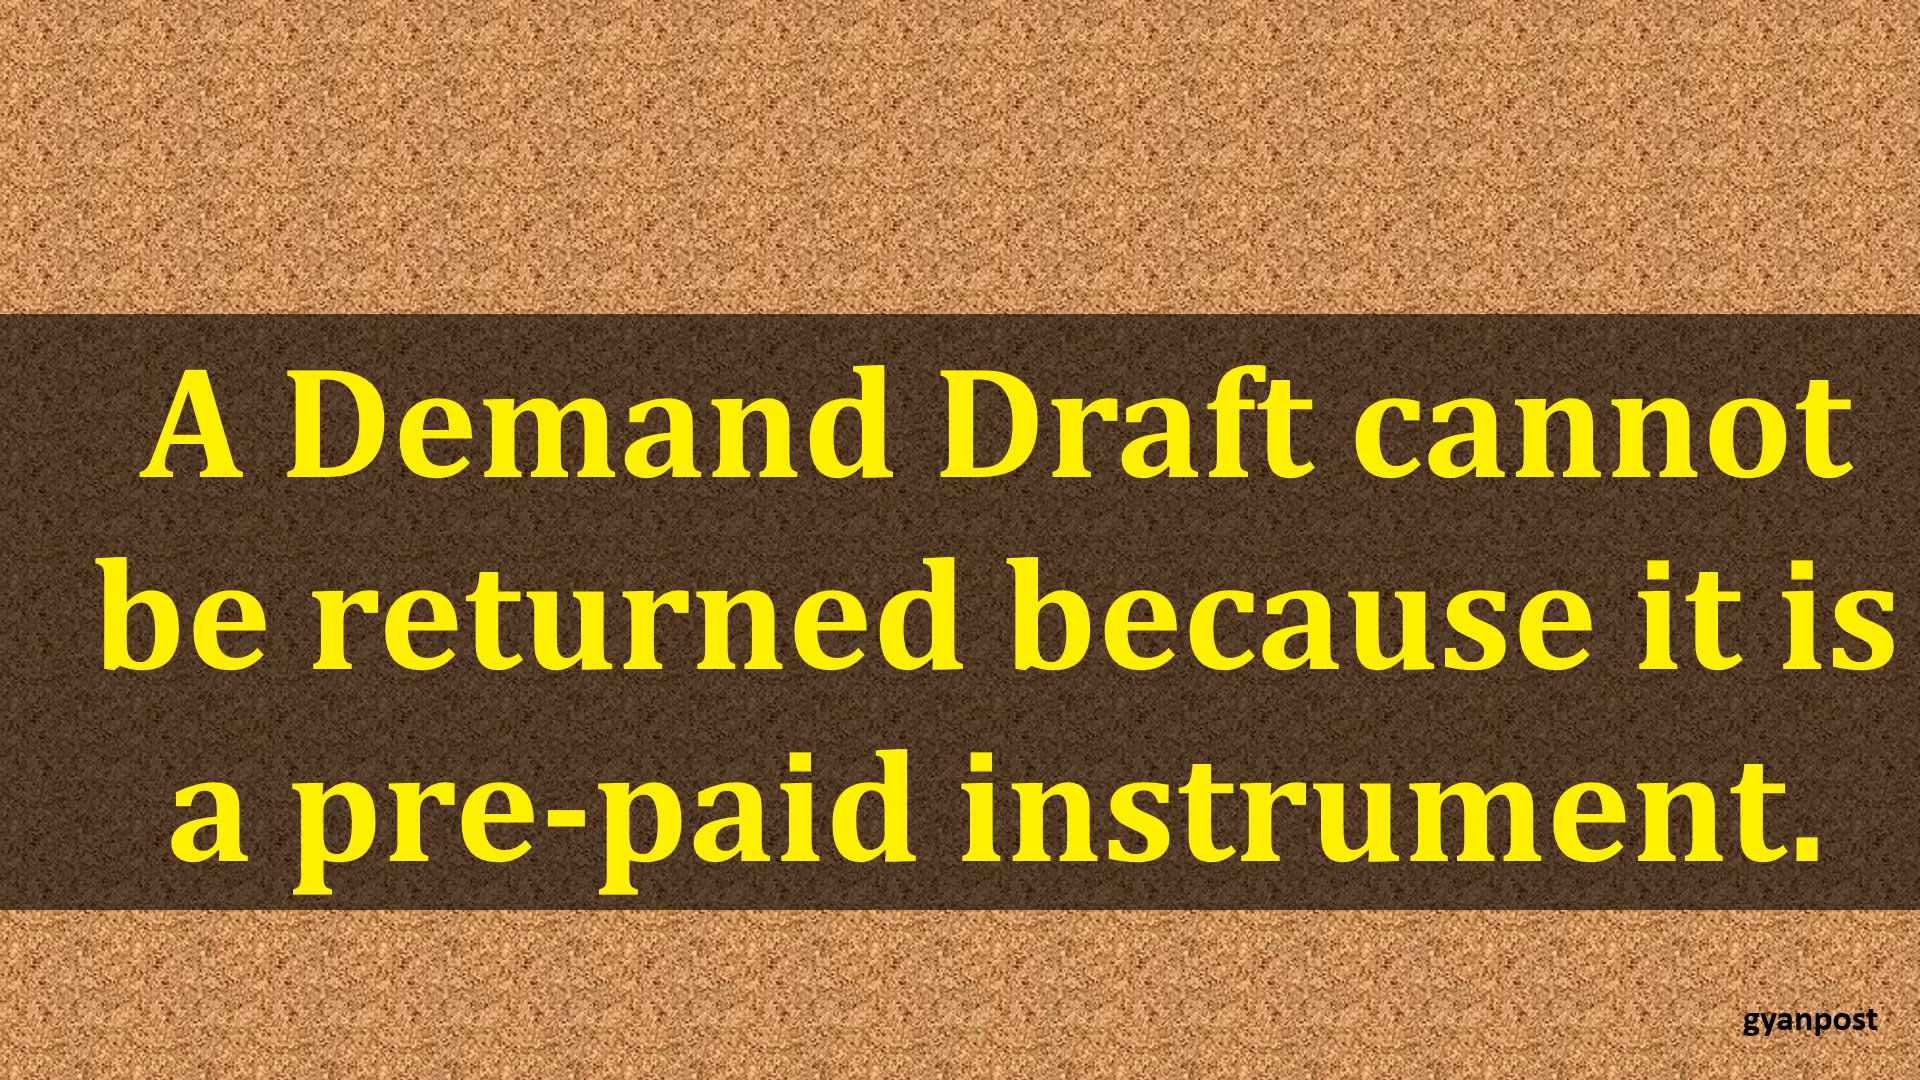 A Demand Draft cannot
be returned because it is
a pre-paid instrument.
gyanpost